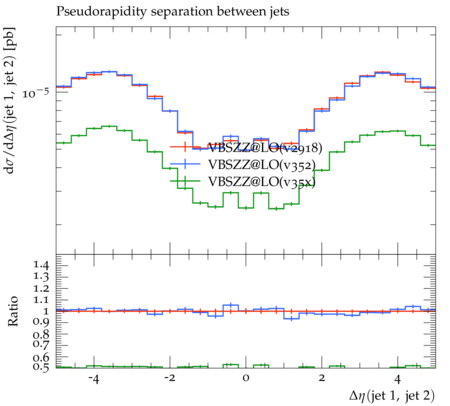 Pseudorapidity separation between jets
dσ/dΔη(jet 1, jet 2) [pb]
10⁻⁵
VBSZZ@LO(v2918)
VBSZZ@LO(v352)
VBSZZ@LO(v35x)
Ratio
1.4
1.3
1.2
1.1
1
0.9
0.8
0.7
0.6
0.5
-4 -2 0 2 4
Δη(jet 1, jet 2)